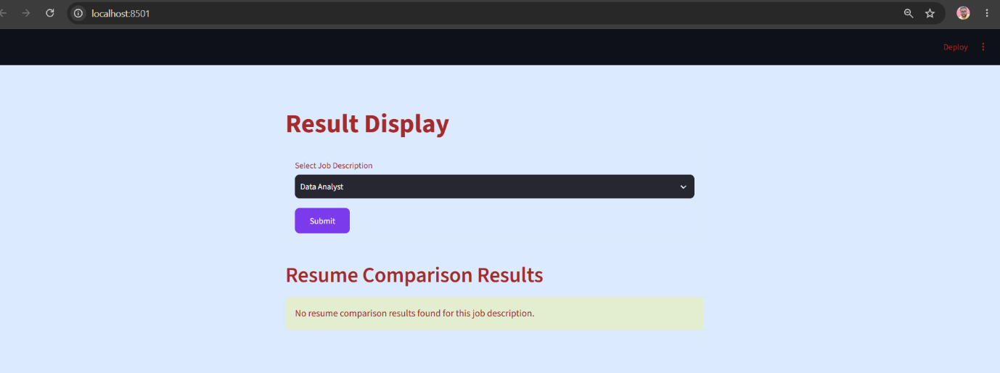 localhost:8501
Deploy
Result Display
Select Job Description
Data Analyst
Submit
Resume Comparison Results
No resume comparison results found for this job description.